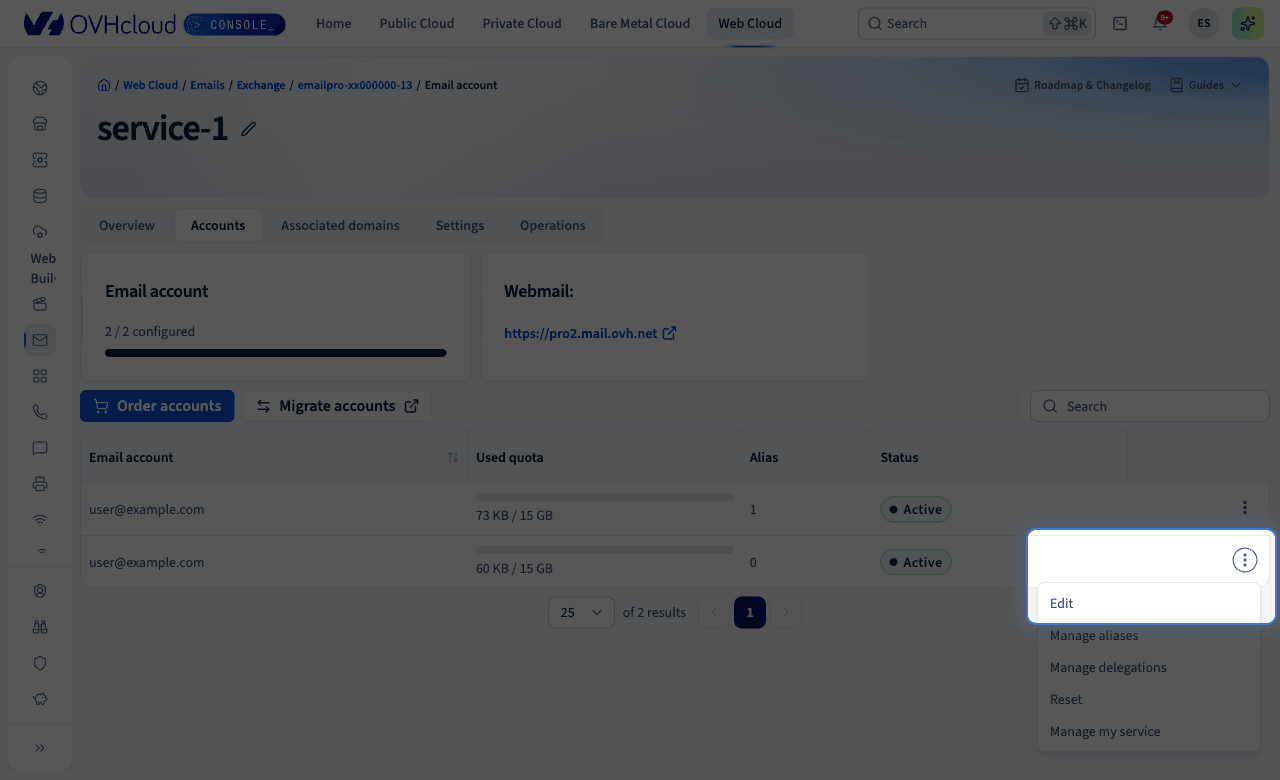 OVHcloud CONSOLE_
Home Public Cloud Private Cloud Bare Metal Cloud Web Cloud Search ⇧⌘K 9+ ES
/ Web Cloud / Emails / Exchange / emailpro-xx000000-13 / Email account Roadmap & Changelog Guides
service-1
Overview Accounts Associated domains Settings Operations
Web
Buil
Email account Webmail:
2 / 2 configured https://pro2.mail.ovh.net
Order accounts Migrate accounts Search
Email account Used quota Alias Status
user@example.com 73 KB / 15 GB 1 Active
user@example.com 60 KB / 15 GB 0 Active
25 of 2 results 1
Edit
Manage aliases
Manage delegations
Reset
Manage my service